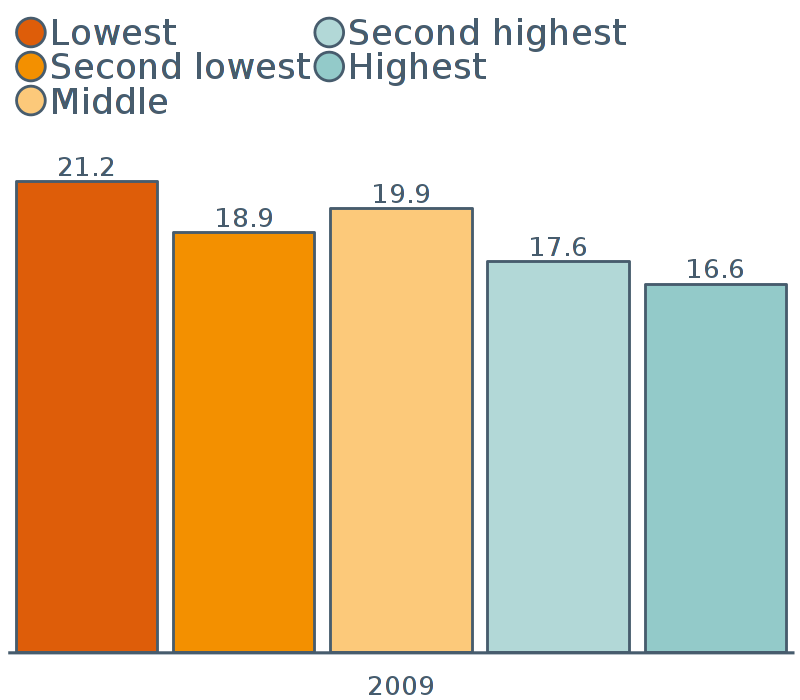 Lowest
Second lowest
Middle
Second highest
Highest
21.2
18.9
19.9
17.6
16.6
2009